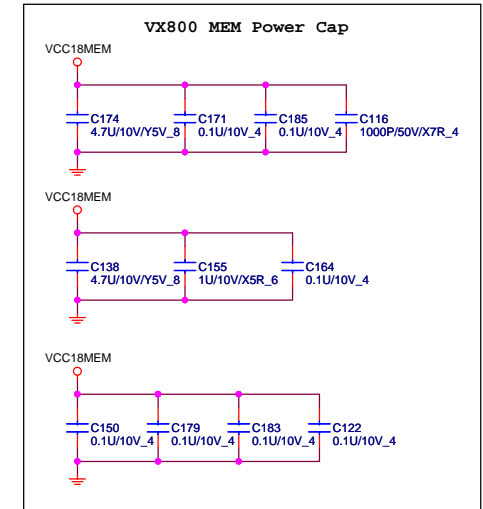 VX800 MEM Power Cap
VCC18MEM
C174 C171 C185 C116
4.7U/10V/Y5V_8 0.1U/10V_4 0.1U/10V_4 1000P/50V/X7R_4
VCC18MEM
C138 C155 C164
4.7U/10V/Y5V_8 1U/10V/X5R_6 0.1U/10V_4
VCC18MEM
C150 C179 C183 C122
0.1U/10V_4 0.1U/10V_4 0.1U/10V_4 0.1U/10V_4